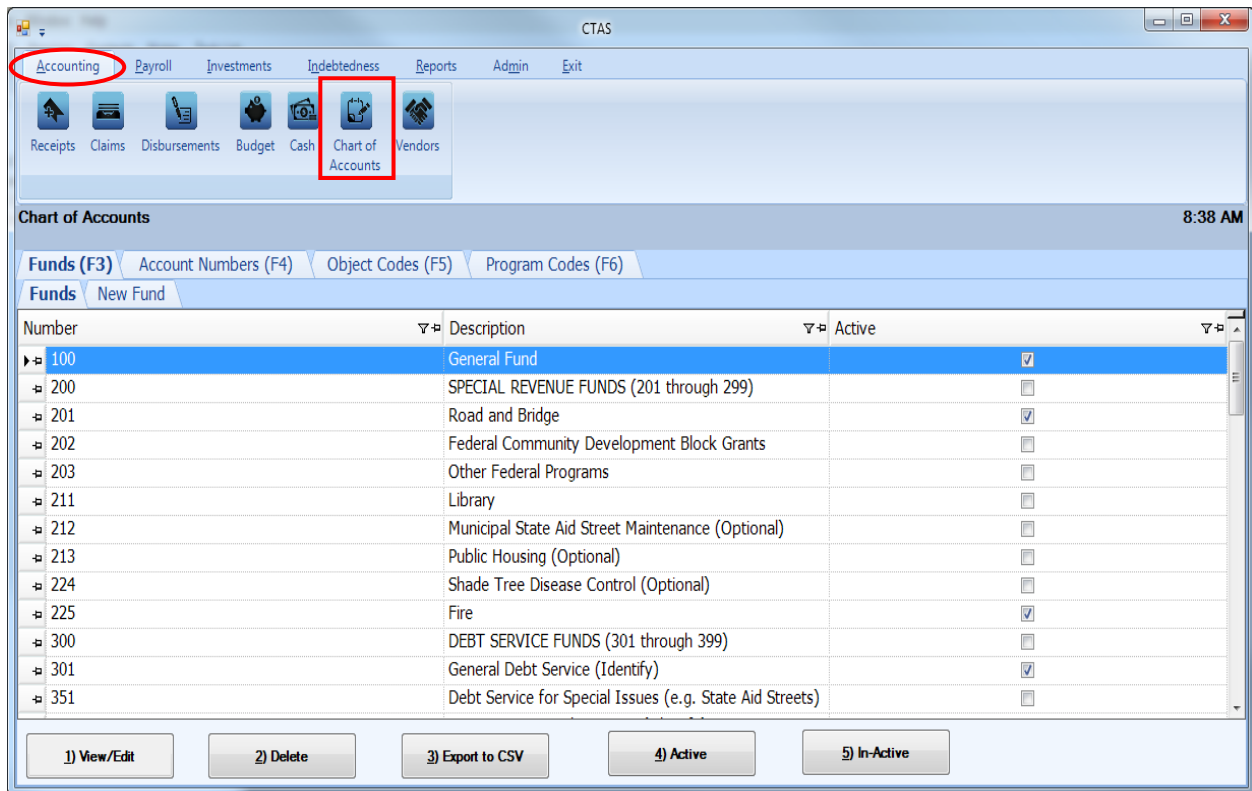 CTAS
Accounting Payroll Investments Indebtedness Reports Admin Exit
Receipts Claims Disbursements Budget Cash Chart of Accounts Vendors
Chart of Accounts 8:38 AM
Funds (F3) Account Numbers (F4) Object Codes (F5) Program Codes (F6)
Funds New Fund
Number Description Active
100 General Fund
200 SPECIAL REVENUE FUNDS (201 through 299)
201 Road and Bridge
202 Federal Community Development Block Grants
203 Other Federal Programs
211 Library
212 Municipal State Aid Street Maintenance (Optional)
213 Public Housing (Optional)
224 Shade Tree Disease Control (Optional)
225 Fire
300 DEBT SERVICE FUNDS (301 through 399)
301 General Debt Service (Identify)
351 Debt Service for Special Issues (e.g. State Aid Streets)
1) View/Edit 2) Delete 3) Export to CSV 4) Active 5) In-Active